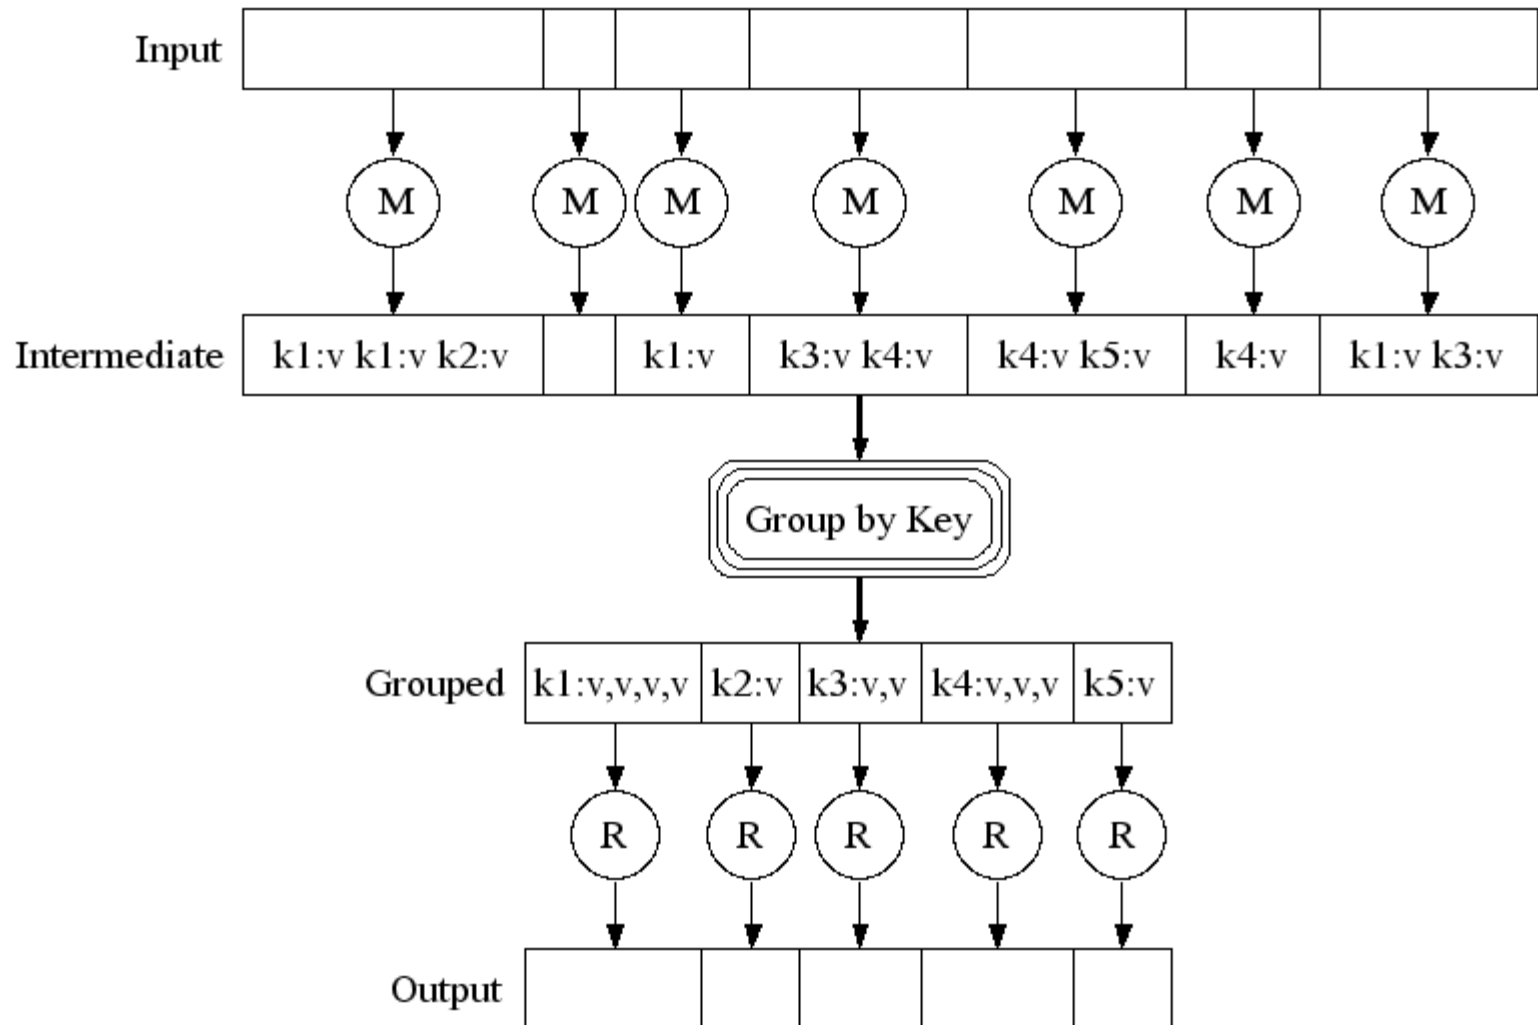 Input
M M M M M M M
Intermediate k1:v k1:v k2:v k1:v k3:v k4:v k4:v k5:v k4:v k1:v k3:v
Group by Key
Grouped k1:v,v,v,v k2:v k3:v,v k4:v,v,v k5:v
R R R R R
Output